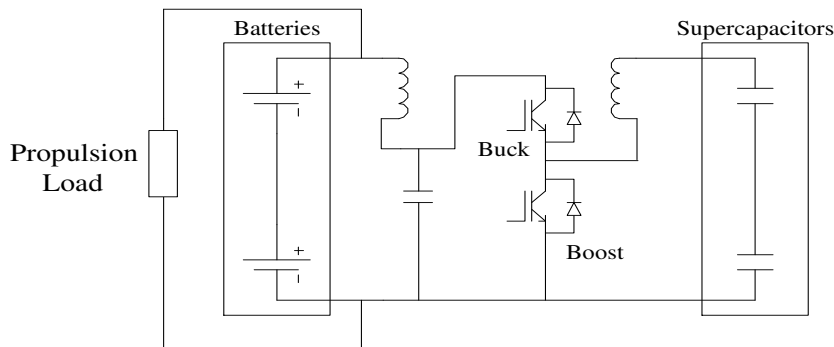 Batteries
Supercapacitors
+
Propulsion
Load
Buck
+
Boost